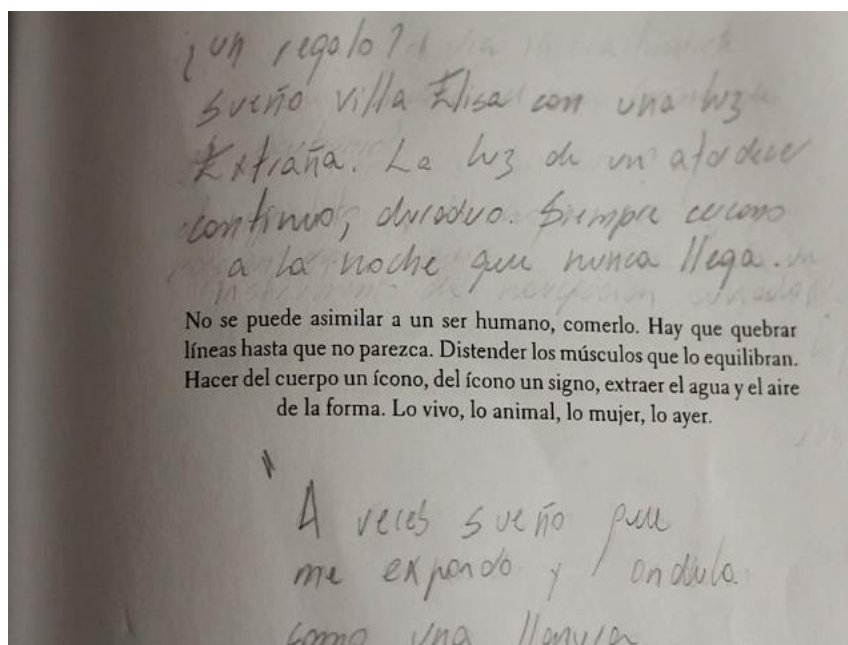 ¿un regalo?
Sueño Villa Elisa con una luz
Extraña. La luz de un atardecer
continuo, duradero. Siempre cercano
a la noche que nunca llega.
No se puede asimilar a un ser humano, comerlo. Hay que quebrar
líneas hasta que no parezca. Distender los músculos que lo equilibran.
Hacer del cuerpo un ícono, del ícono un signo, extraer el agua y el aire
de la forma. Lo vivo, lo animal, lo mujer, lo ayer.
A veces sueño que
me expando y ondulo
como una llanura